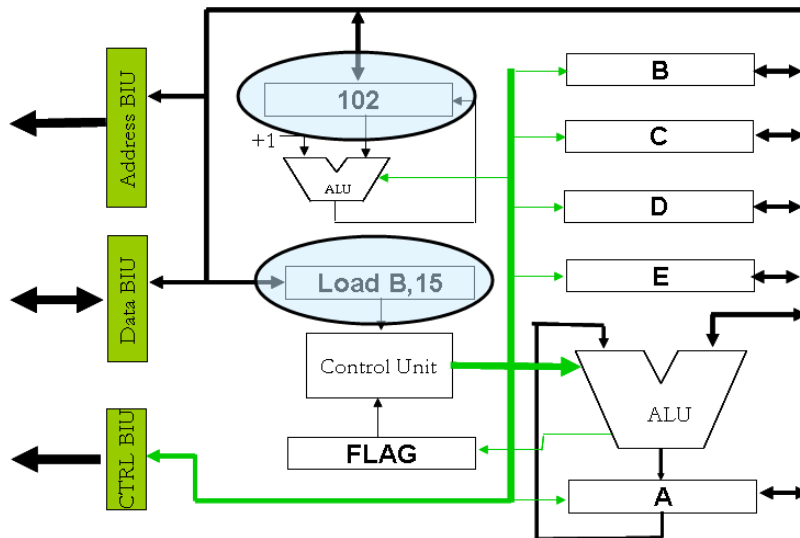 Address BIU
102
+1
ALU
B
C
D
E
Data BIU
Load B,15
Control Unit
ALU
FLAG
CTRL BIU
A